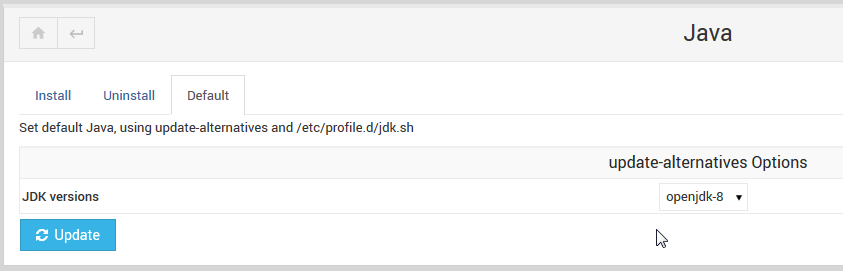 Java
Install Uninstall Default
Set default Java, using update-alternatives and /etc/profile.d/jdk.sh
update-alternatives Options
JDK versions openjdk-8
Update